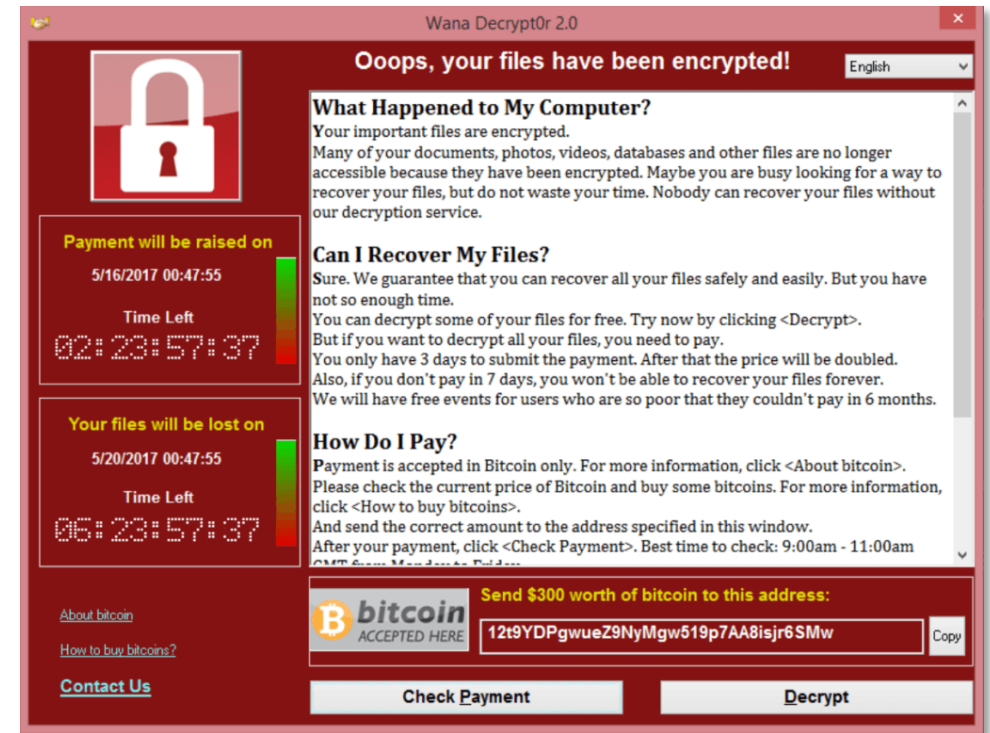 Wana Decrypt0r 2.0
×
Ooops, your files have been encrypted!
English
Payment will be raised on
5/16/2017 00:47:55
Time Left
02:23:57:37
Your files will be lost on
5/20/2017 00:47:55
Time Left
06:23:57:37
About bitcoin
How to buy bitcoins?
Contact Us
What Happened to My Computer?
Your important files are encrypted.
Many of your documents, photos, videos, databases and other files are no longer
accessible because they have been encrypted. Maybe you are busy looking for a way to
recover your files, but do not waste your time. Nobody can recover your files without
our decryption service.
Can I Recover My Files?
Sure. We guarantee that you can recover all your files safely and easily. But you have
not so enough time.
You can decrypt some of your files for free. Try now by clicking <Decrypt>.
But if you want to decrypt all your files, you need to pay.
You only have 3 days to submit the payment. After that the price will be doubled.
Also, if you don't pay in 7 days, you won't be able to recover your files forever.
We will have free events for users who are so poor that they couldn't pay in 6 months.
How Do I Pay?
Payment is accepted in Bitcoin only. For more information, click <About bitcoin>.
Please check the current price of Bitcoin and buy some bitcoins. For more information,
click <How to buy bitcoins>.
And send the correct amount to the address specified in this window.
After your payment, click <Check Payment>. Best time to check: 9:00am - 11:00am
GMT from Monday to Friday
bitcoin
ACCEPTED HERE
Send $300 worth of bitcoin to this address:
12t9YDPgwueZ9NyMgw519p7AA8isjr6SMw
Copy
Check Payment
Decrypt